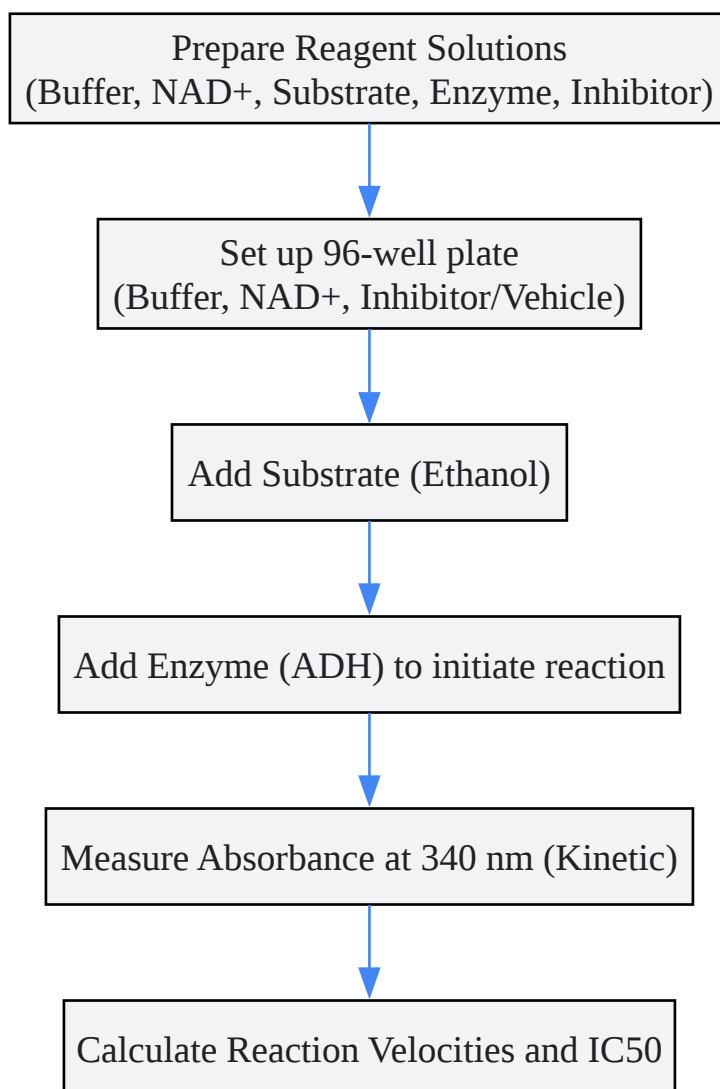 Prepare Reagent Solutions
(Buffer, NAD+, Substrate, Enzyme, Inhibitor)
Set up 96-well plate
(Buffer, NAD+, Inhibitor/Vehicle)
Add Substrate (Ethanol)
Add Enzyme (ADH) to initiate reaction
Measure Absorbance at 340 nm (Kinetic)
Calculate Reaction Velocities and IC50